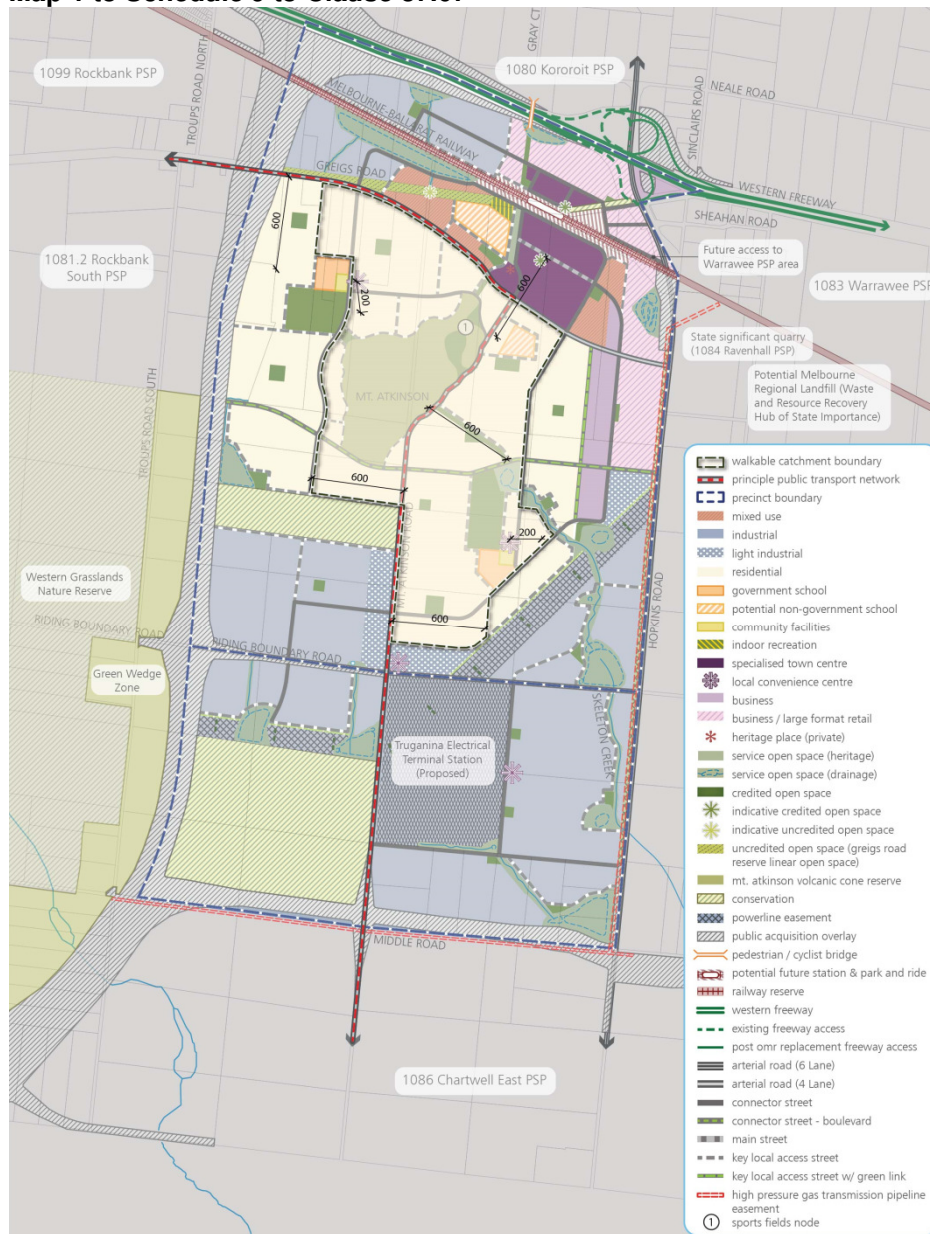 1099 Rockbank PSP
TROUPS ROAD NORTH
GRAY CT
1080 Kororoit PSP
SINCLAIRS ROAD
NEALE ROAD
MELBOURNE-BALLARAT RAILWAY
GREIGS ROAD
WESTERN FREEWAY
SHEAHAN ROAD
1081.2 Rockbank
South PSP
600
200
600
Future access to
Warrawee PSP area
1083 Warrawee PSP
1
State significant quarry
(1084 Ravenhall PSP)
Potential Melbourne
Regional Landfill (Waste
and Resource Recovery
Hub of State Importance)
MT. ATKINSON
TROUPS ROAD SOUTH
600
600
200
600
HOPKINS ROAD
Western Grasslands
Nature Reserve
RIDING BOUNDARY ROAD
RIDING BOUNDARY ROAD
Green Wedge
Zone
SKELETON CREEK
Truganina Electrical
Terminal Station
(Proposed)
MIDDLE ROAD
1086 Chartwell East PSP
walkable catchment boundary
principle public transport network
precinct boundary
mixed use
industrial
light industrial
residential
government school
potential non-government school
community facilities
indoor recreation
specialised town centre
local convenience centre
business
business / large format retail
heritage place (private)
service open space (heritage)
service open space (drainage)
credited open space
indicative credited open space
indicative uncredited open space
uncredited open space (greigs road
reserve linear open space)
mt. atkinson volcanic cone reserve
conservation
powerline easement
public acquisition overlay
pedestrian / cyclist bridge
potential future station & park and ride
railway reserve
western freeway
existing freeway access
post omr replacement freeway access
arterial road (6 Lane)
arterial road (4 Lane)
connector street
connector street - boulevard
main street
key local access street
key local access street w/ green link
high pressure gas transmission pipeline
easement
1 sports fields node